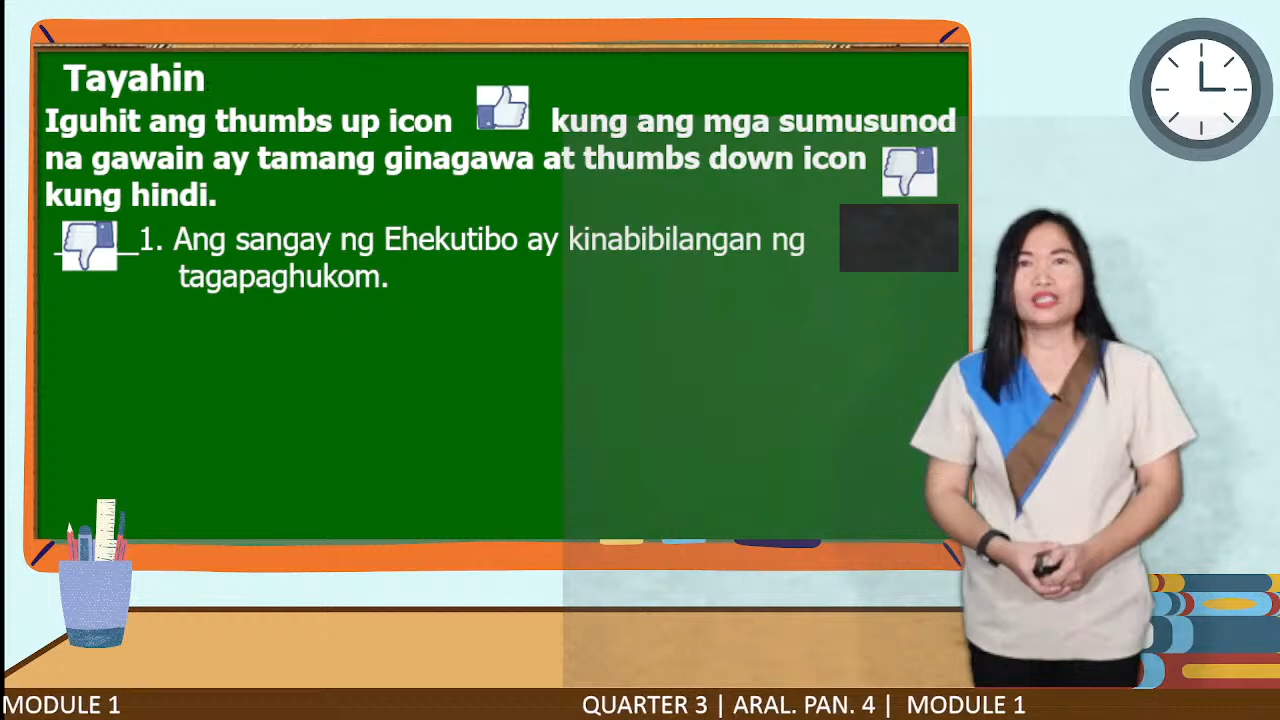 Tayahin
Iguhit ang thumbs up icon kung ang mga sumusunod
na gawain ay tamang ginagawa at thumbs down icon
kung hindi.
1. Ang sangay ng Ehekutibo ay kinabibilangan ng
tagapaghukom.
MODULE 1 QUARTER 3 | ARAL. PAN. 4 | MODULE 1